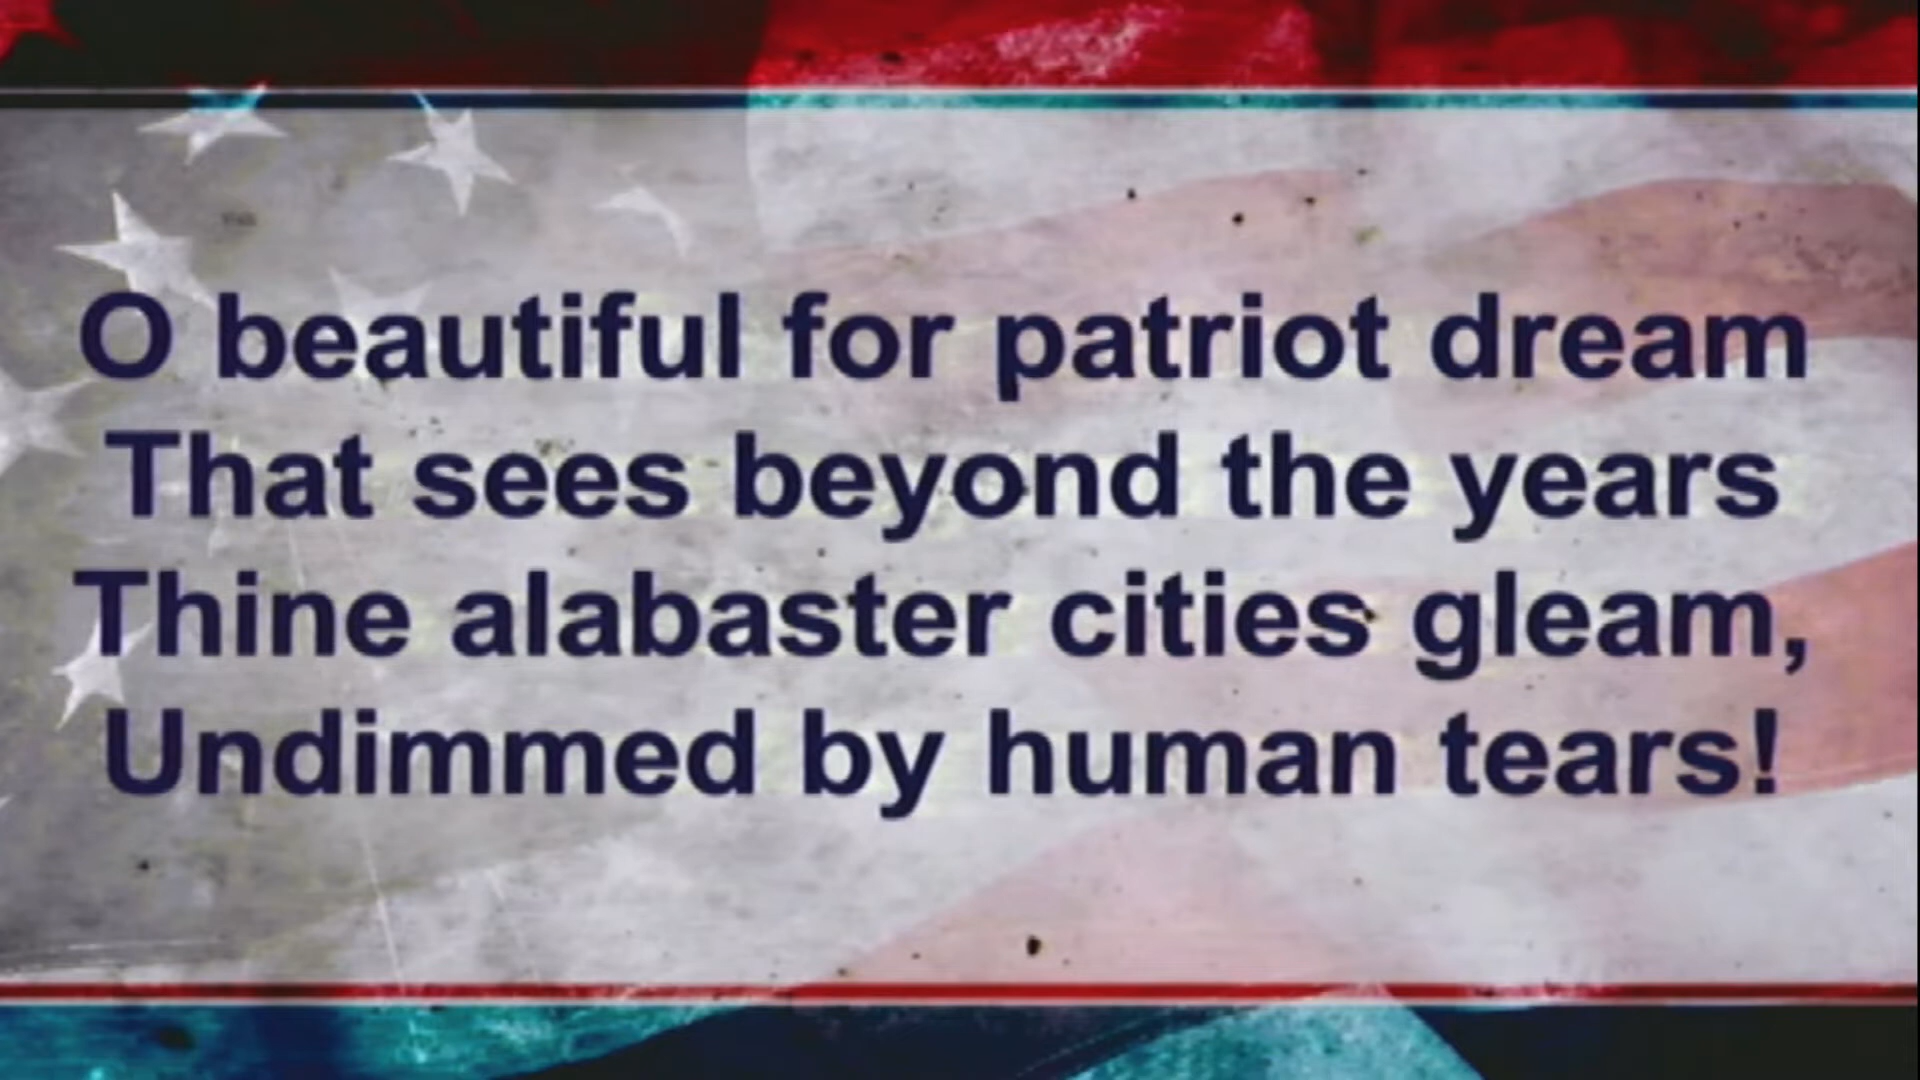 O beautiful for patriot dream
That sees beyond the years
Thine alabaster cities gleam,
Undimmed by human tears!